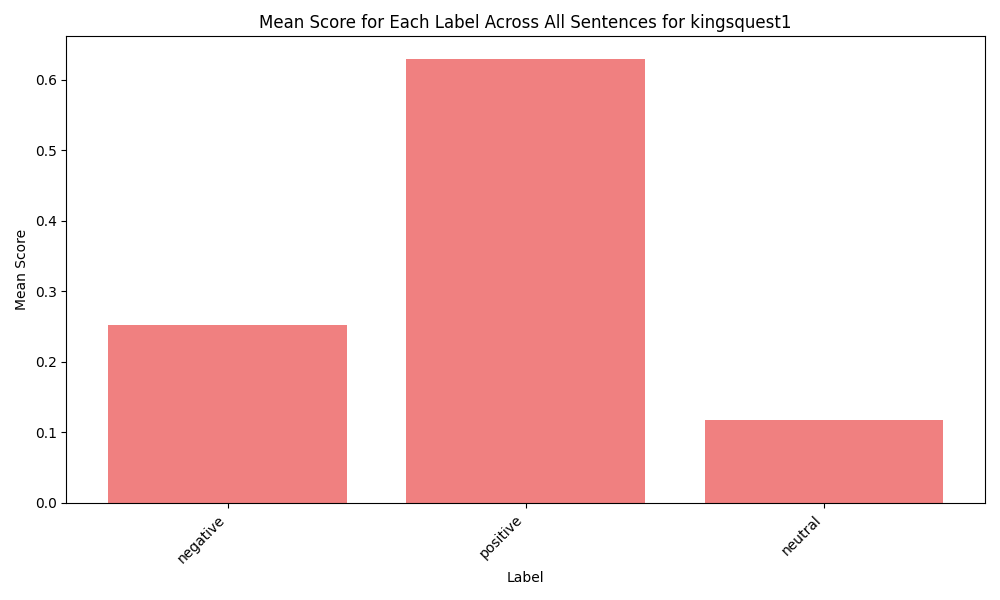 Mean Score for Each Label Across All Sentences for kingsquest1
Mean Score
0.6
0.5
0.4
0.3
0.2
0.1
0.0
negative
positive
neutral
Label